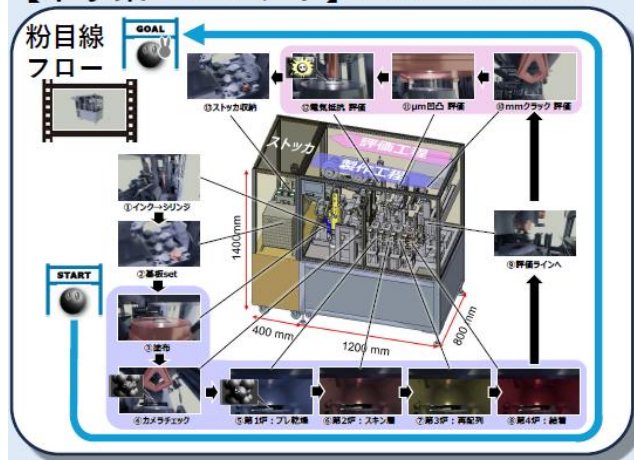 粉目線
フロー
GOAL
⑬ストッカ収納
⑫電気抵抗 評価
⑪μm凹凸 評価
⑩mmクラック 評価
ストッカ
評価工程
製作工程
①インク→シリンジ
②基板set
START
③塗布
④カメラチェック
1400 mm
400 mm
1200 mm
800 mm
⑨評価ラインへ
⑤第1炉:プレ乾燥
⑥第2炉:スキン層
⑦第3炉:再配列
⑧第4炉:結着